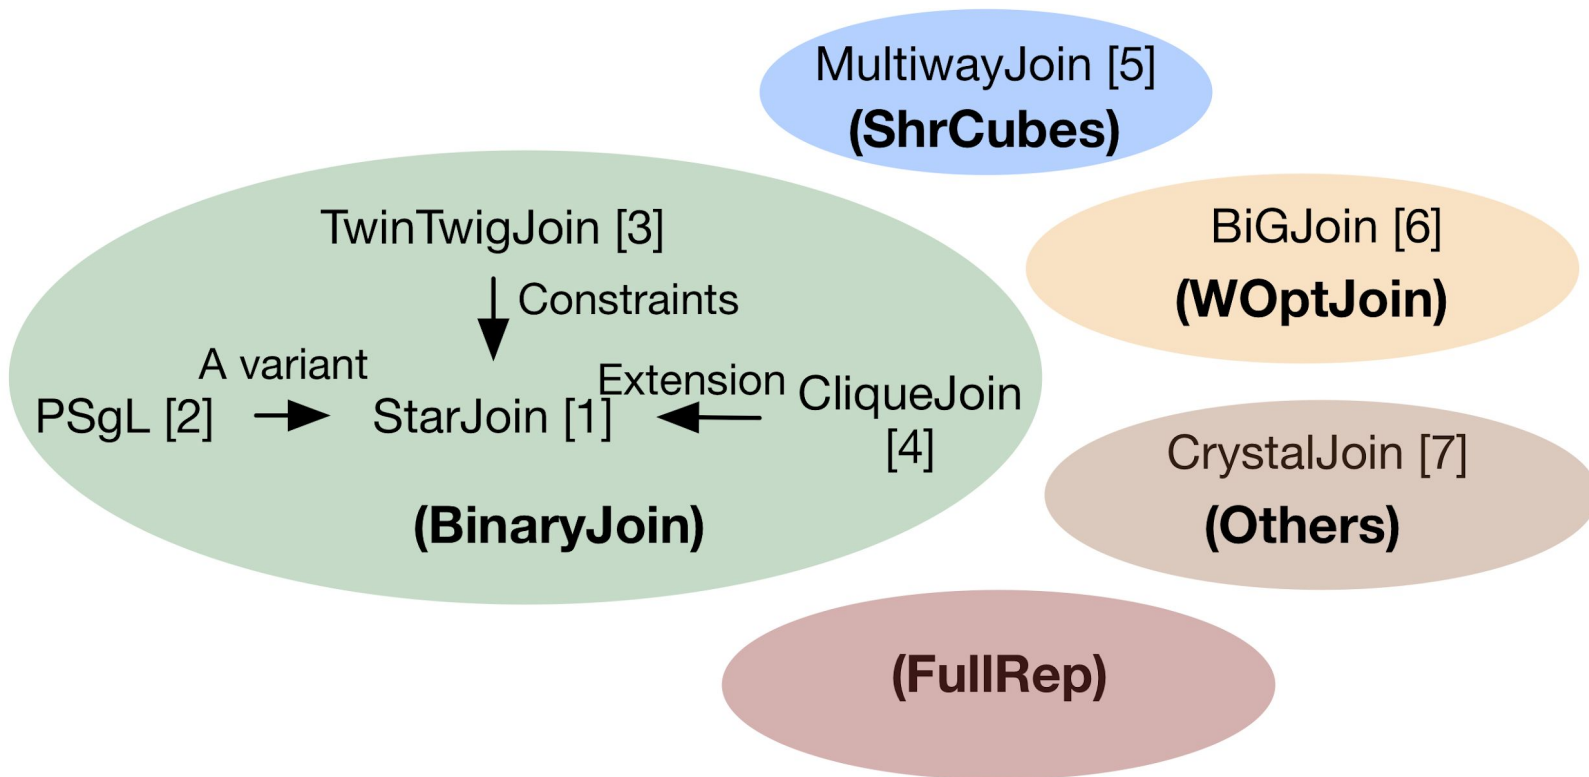 MultiwayJoin [5]
(ShrCubes)
TwinTwigJoin [3]
Constraints
A variant
Extension
PSgL [2]
StarJoin [1]
CliqueJoin
[4]
(BinaryJoin)
BiGJoin [6]
(WOptJoin)
CrystalJoin [7]
(Others)
(FullRep)